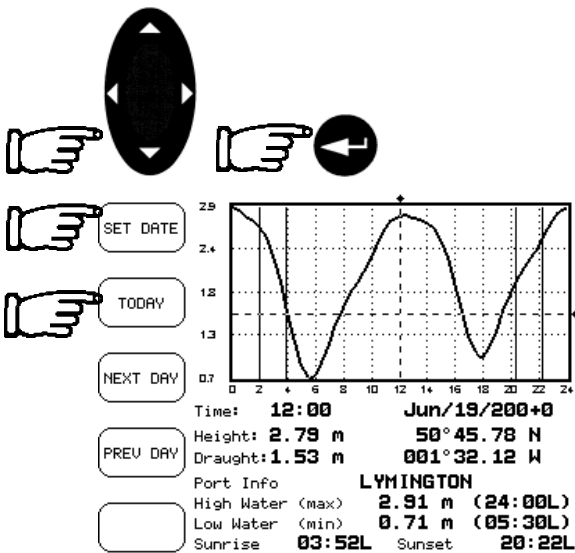 SET DATE
TODAY
NEXT DAY
PREV DAY
2.9
2.4
1.8
1.3
0.7
0 2 4 6 8 10 12 14 16 18 20 22 24
Time: 12:00 Jun/19/200+0
Height: 2.79 m 50°45.78 N
Draught: 1.53 m 001°32.12 W
Port Info LYMINGTON
High Water (max) 2.91 m (24:00L)
Low Water (min) 0.71 m (05:30L)
Sunrise 03:52L Sunset 20:22L